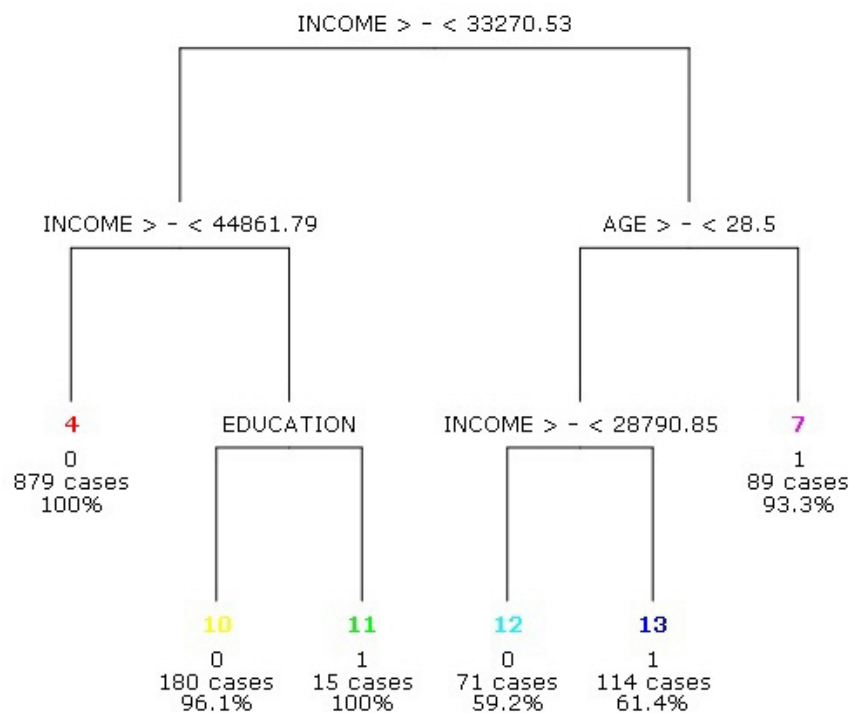 INCOME > - < 33270.53
INCOME > - < 44861.79
AGE > - < 28.5
4
0
879 cases
100%
EDUCATION
INCOME > - < 28790.85
7
1
89 cases
93.3%
10
0
180 cases
96.1%
11
1
15 cases
100%
12
0
71 cases
59.2%
13
1
114 cases
61.4%